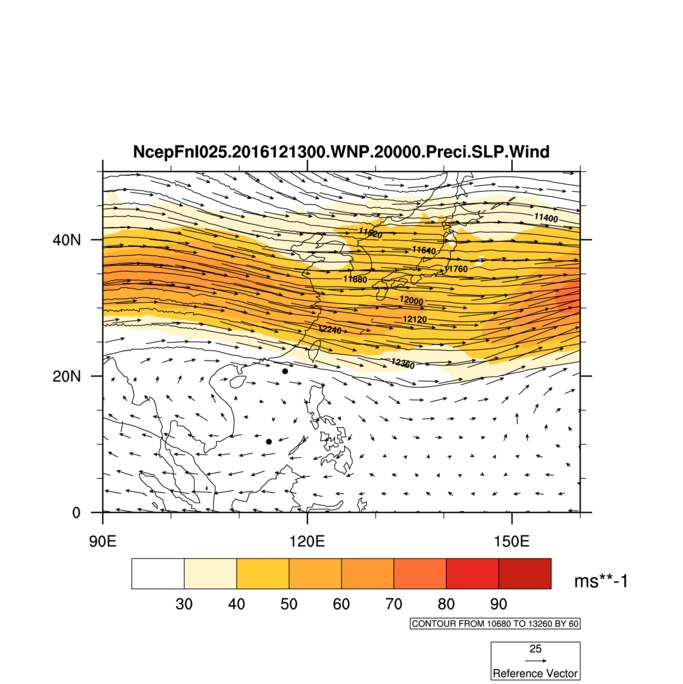 NcepFnl025.2016121300.WNP.20000.Preci.SLP.Wind
11400
40N
11520
11640
11760
11880
12000
12120
12240
12360
20N
0
90E 120E 150E
30 40 50 60 70 80 90
ms**-1
CONTOUR FROM 10680 TO 13260 BY 60
25
Reference Vector